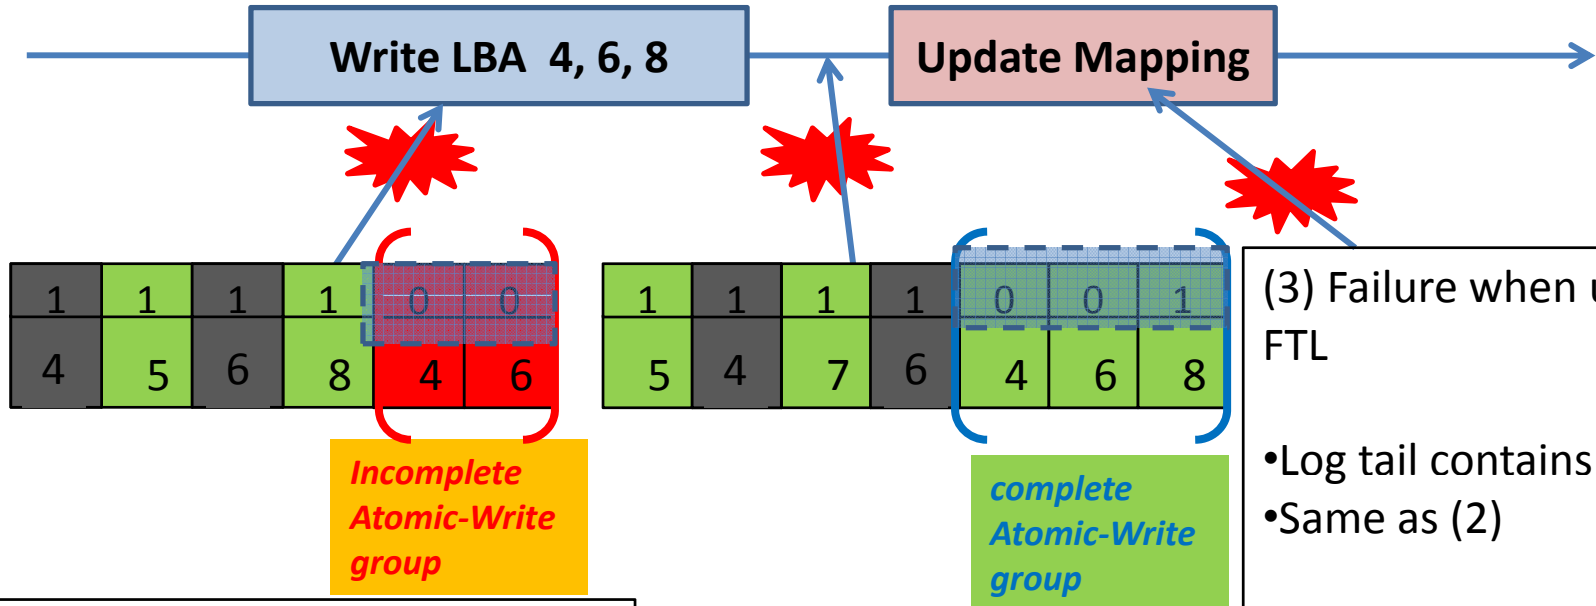 Write LBA 4, 6, 8
Update Mapping
1 1 1 1 0 0
4 5 6 8 4 6
1 1 1 1 0 0 1
5 4 7 6 4 6 8
Incomplete
Atomic-Write
group
complete
Atomic-Write
group
(3) Failure when
FTL
•Log tail contains
•Same as (2)